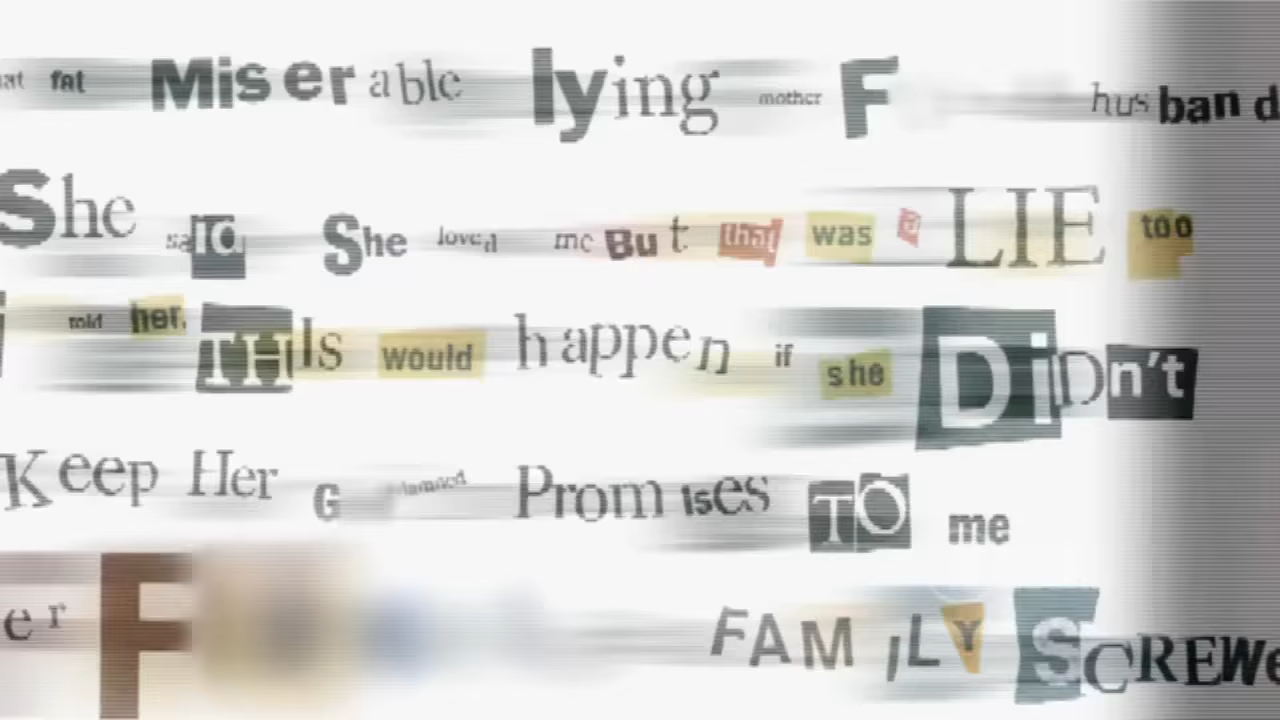 fat Miserable lying mother F husband
She said She loved me But that was a LIE too
i told her. THIs would happen if she DiDn't
Keep Her G Promises TO me
er F FAMILY SCREWe